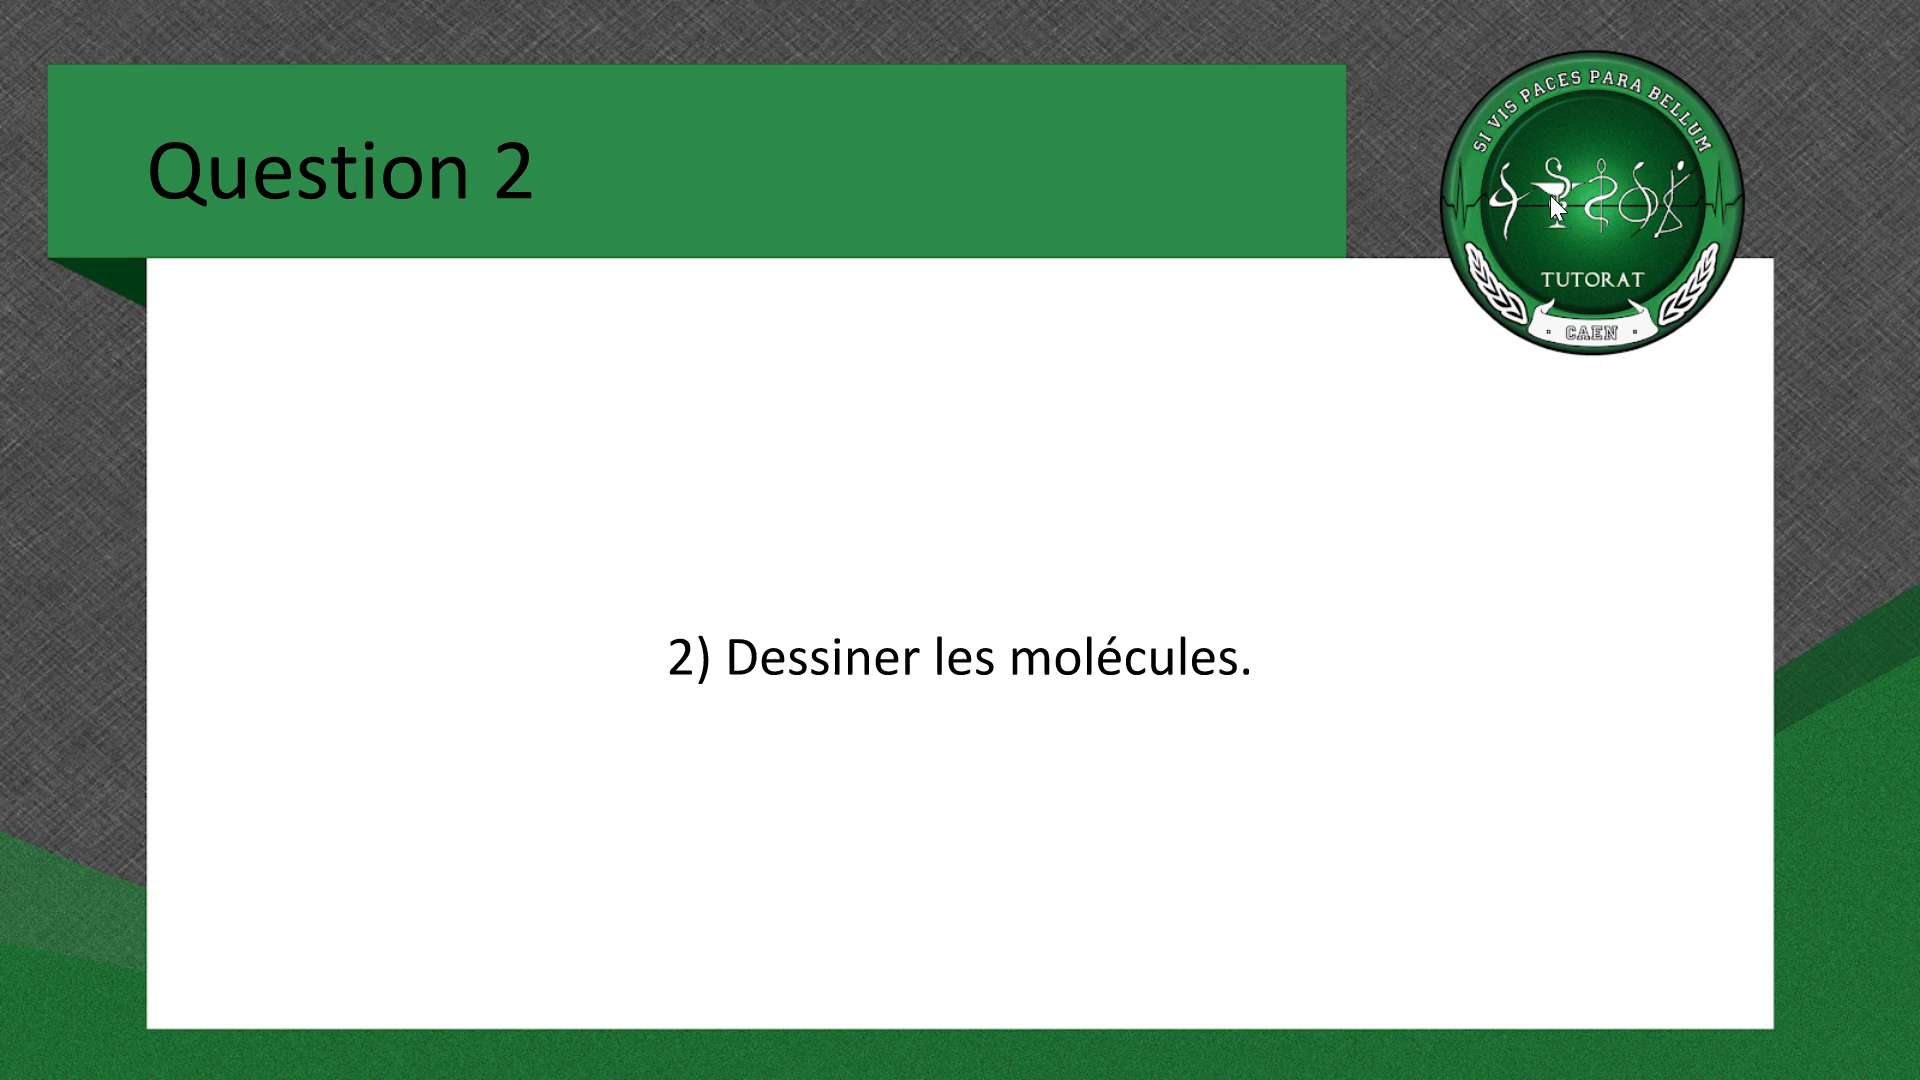 SI VIS PACES PARA BELLUM
Question 2
TUTORAT
· CAEN ·
2) Dessiner les molécules.